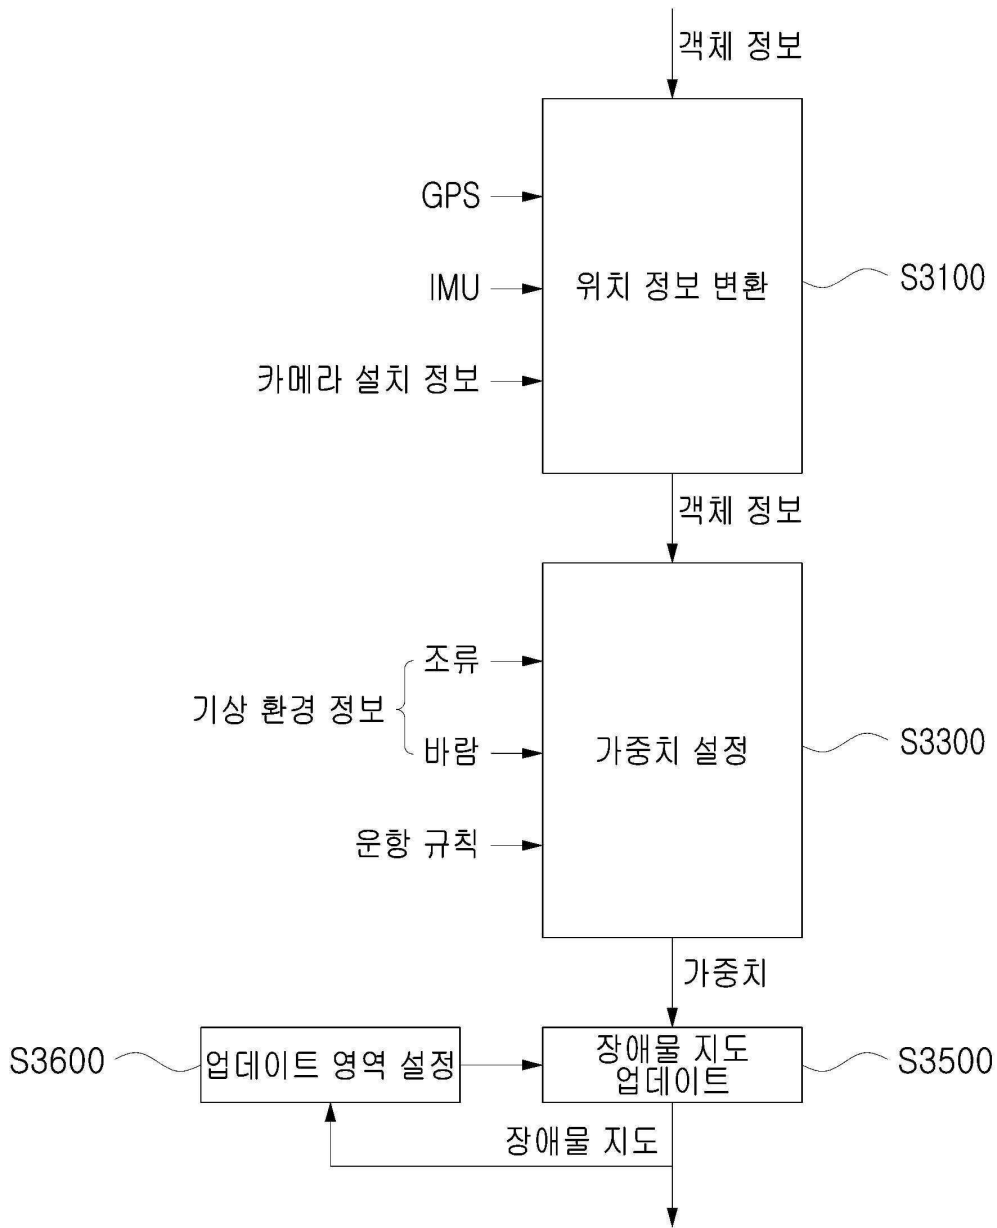 객체 정보
GPS
IMU
카메라 설치 정보
위치 정보 변환
S3100
객체 정보
기상 환경 정보
조류
바람
운항 규칙
가중치 설정
S3300
가중치
S3600
업데이트 영역 설정
장애물 지도
업데이트
S3500
장애물 지도